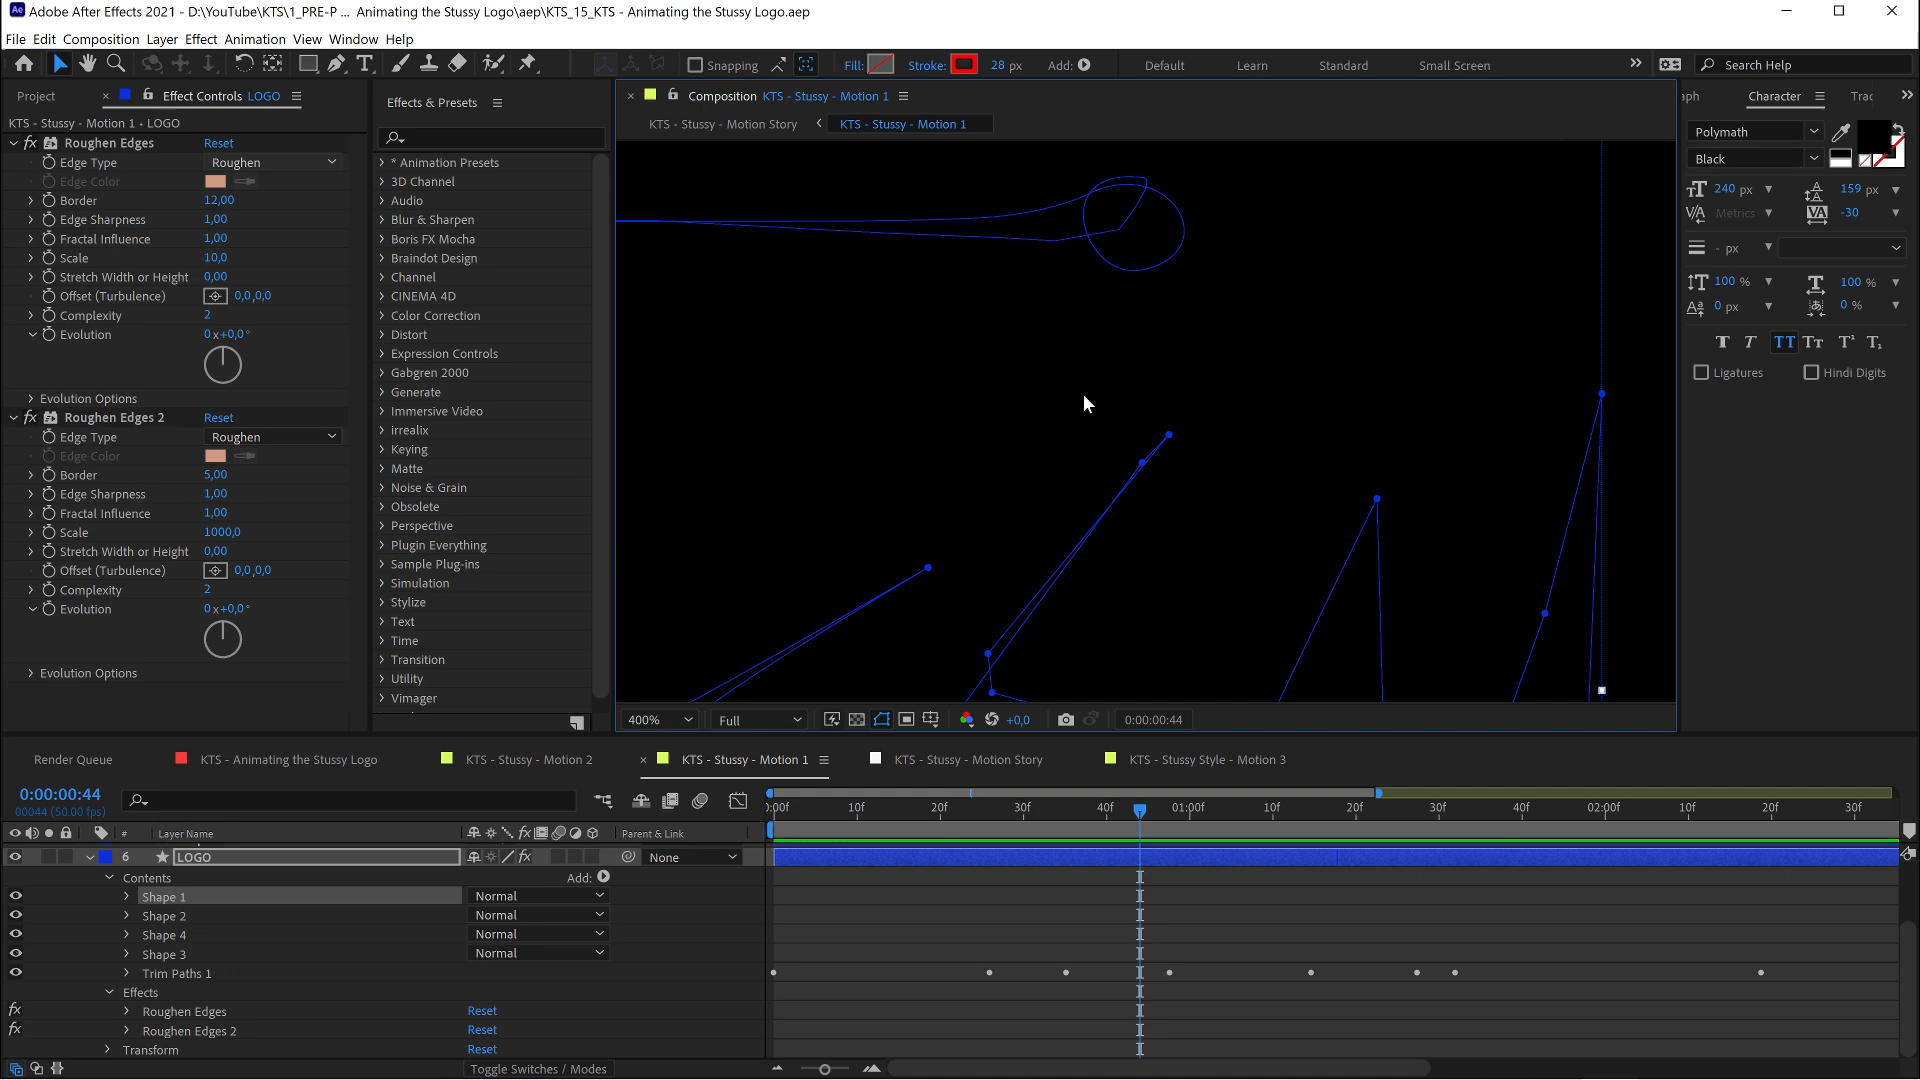 Adobe After Effects 2021 - D:\YouTube\KTS\1_PRE-P ... Animating the Stussy Logo\aep\KTS_15_KTS - Animating the Stussy Logo.aep
File Edit Composition Layer Effect Animation View Window Help
Snapping Fill: Stroke: 28 px Add: Default Learn Standard Small Screen Search Help
Project Effect Controls LOGO
KTS - Stussy - Motion 1 • LOGO
fx Roughen Edges Reset
Edge Type Roughen
Edge Color
Border 12,00
Edge Sharpness 1,00
Fractal Influence 1,00
Scale 10,0
Stretch Width or Height 0,00
Offset (Turbulence) 0,0,0,0
Complexity 2
Evolution 0 x+0,0 °
Evolution Options
fx Roughen Edges 2 Reset
Edge Type Roughen
Edge Color
Border 5,00
Edge Sharpness 1,00
Fractal Influence 1,00
Scale 1000,0
Stretch Width or Height 0,00
Offset (Turbulence) 0,0,0,0
Complexity 2
Evolution 0 x+0,0 °
Evolution Options
Effects & Presets
* Animation Presets
3D Channel
Audio
Blur & Sharpen
Boris FX Mocha
Braindot Design
Channel
CINEMA 4D
Color Correction
Distort
Expression Controls
Gabgren 2000
Generate
Immersive Video
irrealix
Keying
Matte
Noise & Grain
Obsolete
Perspective
Plugin Everything
Sample Plug-ins
Simulation
Stylize
Text
Time
Transition
Utility
Vimager
Composition KTS - Stussy - Motion 1
KTS - Stussy - Motion Story KTS - Stussy - Motion 1
400% Full +0,0 0:00:00:44
aph Character Trac
Polymath
Black
240 px 159 px
Metrics -30
- px
100 % 100 %
0 px 0 %
Ligatures Hindi Digits
Render Queue KTS - Animating the Stussy Logo KTS - Stussy - Motion 2 KTS - Stussy - Motion 1 KTS - Stussy - Motion Story KTS - Stussy Style - Motion 3
0:00:00:44
00044 (50.00 fps)
):00f 10f 20f 30f 40f 01:00f 10f 20f 30f 40f 02:00f 10f 20f 30f
# Layer Name Parent & Link
6 LOGO None
Contents Add:
Shape 1 Normal
Shape 2 Normal
Shape 4 Normal
Shape 3 Normal
Trim Paths 1
Effects
fx Roughen Edges Reset
fx Roughen Edges 2 Reset
Transform Reset
Toggle Switches / Modes